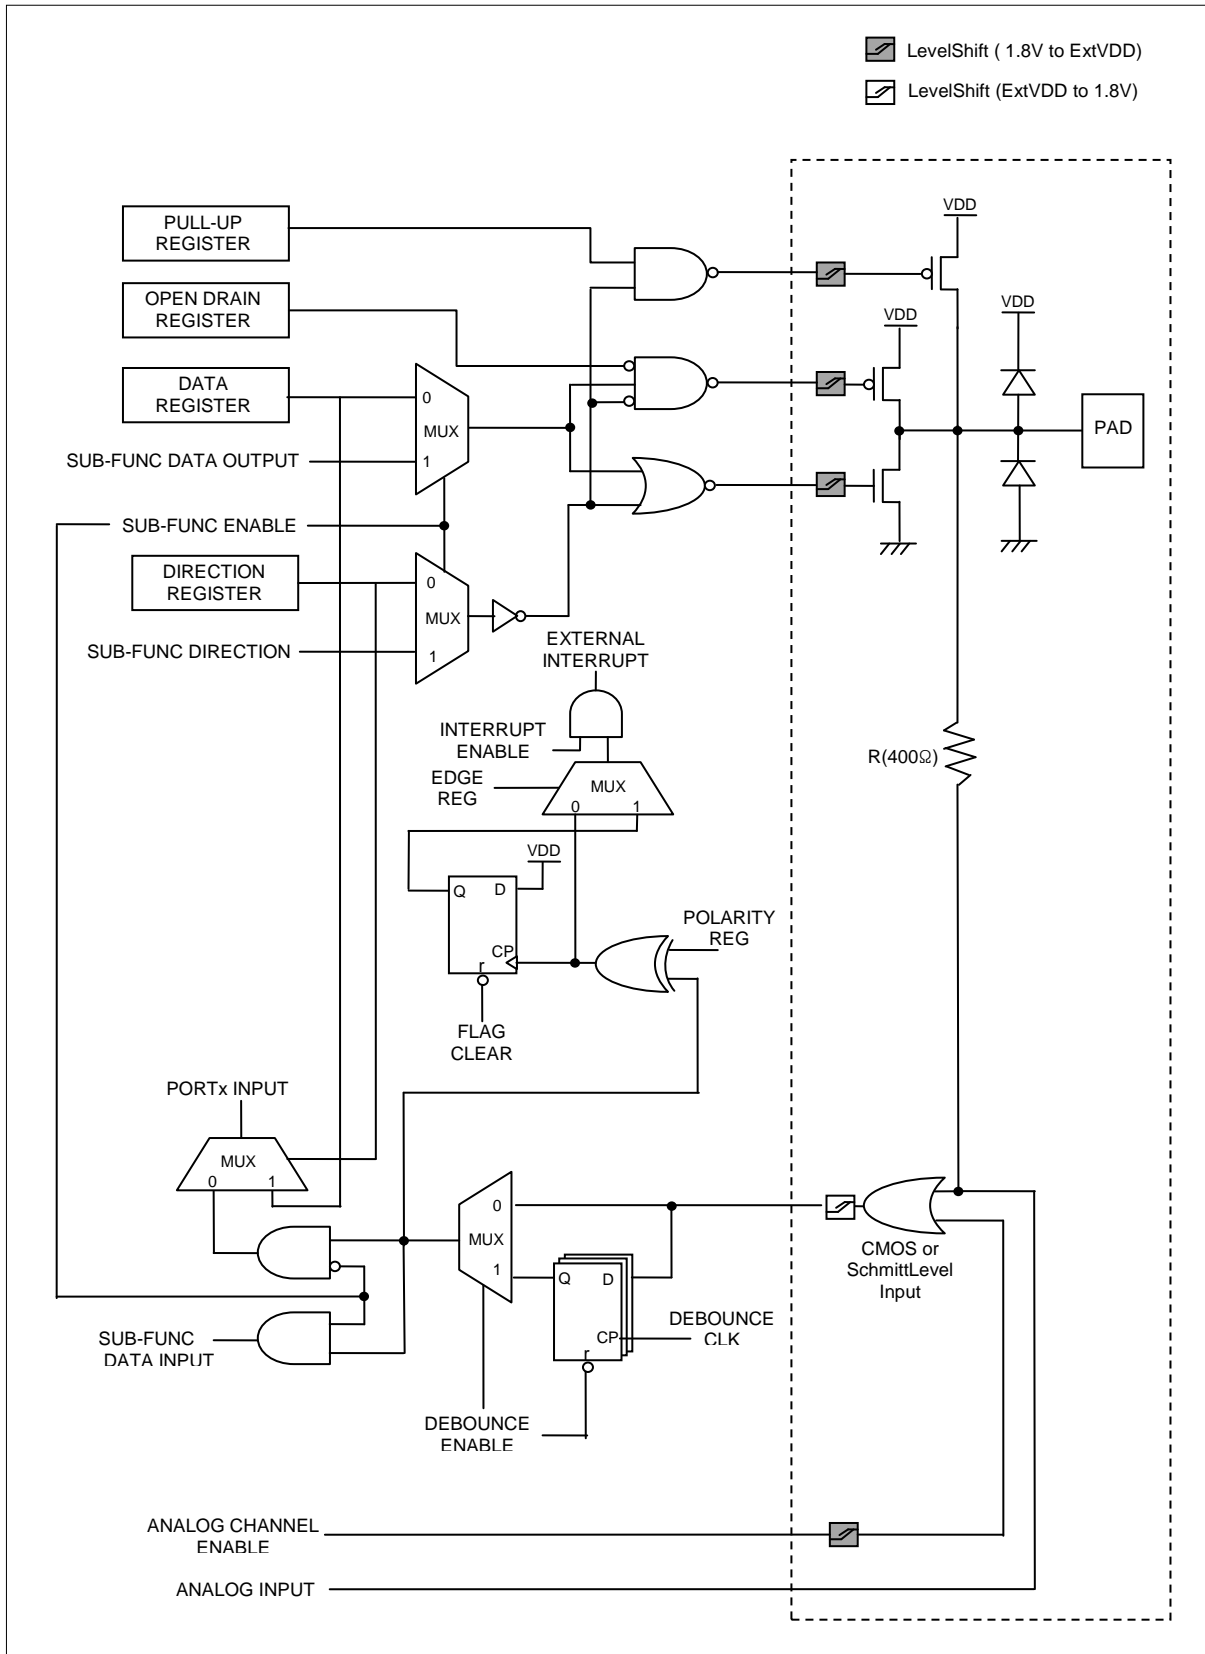 LevelShift ( 1.8V to ExtVDD)
LevelShift (ExtVDD to 1.8V)
PULL-UP
REGISTER
VDD
OPEN DRAIN
REGISTER
VDD
VDD
DATA
REGISTER
0
MUX
1
PAD
SUB-FUNC DATA OUTPUT
SUB-FUNC ENABLE
DIRECTION
REGISTER
0
MUX
1
SUB-FUNC DIRECTION
EXTERNAL
INTERRUPT
INTERRUPT
ENABLE
EDGE
REG
MUX
0
1
R(400Ω)
VDD
Q
D
CP
r
POLARITY
REG
FLAG
CLEAR
PORTx INPUT
MUX
0
1
0
MUX
1
Q
D
CP
r
DEBOUNCE
CLK
CMOS or
SchmittLevel
Input
SUB-FUNC
DATA INPUT
DEBOUNCE
ENABLE
ANALOG CHANNEL
ENABLE
ANALOG INPUT